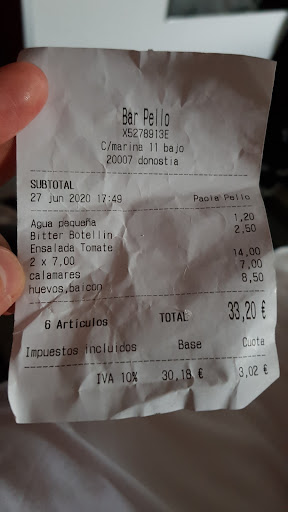 Bar Pello
X5278913E
C/marina 11 bajo
20007 donostia
SUBTOTAL
27 jun 2020 17:49 Paola Pello
Agua pequeña 1,20
Bitter Botellin 2,50
Ensalada Tomate
2 x 7,00 14,00
calamares 7,00
huevos,baicon 8,50
6 Artículos TOTAL 33,20 €
Impuestos incluidos Base Cuota
IVA 10% 30,18 € 3,02 €